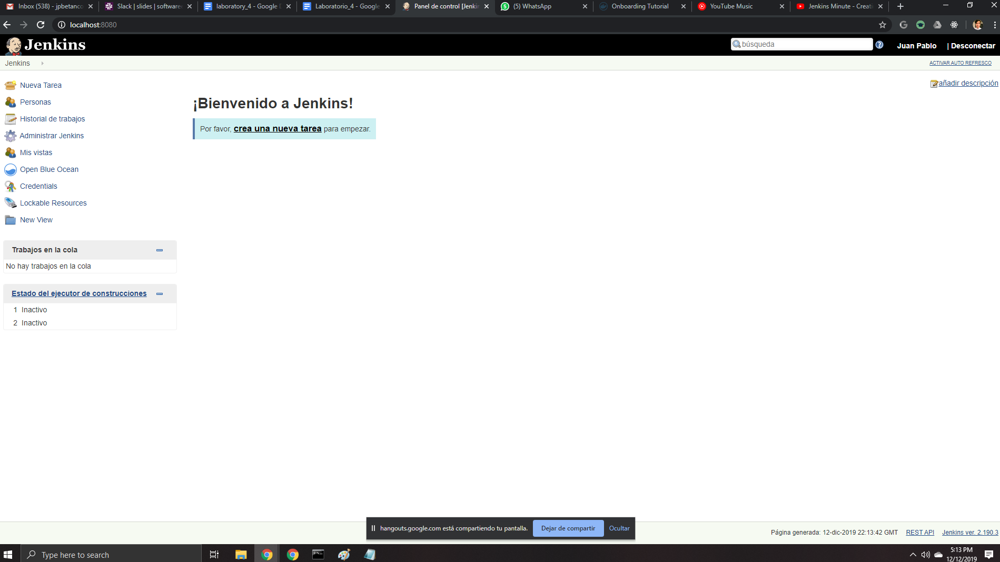 Inbox (538) - jpbetanco
Slack | slides | software
laboratory_4 - Google D
Laboratorio_4 - Google
Panel de control [Jenkin
(5) WhatsApp
Onboarding Tutorial
YouTube Music
Jenkins Minute - Creati
localhost:8080
Jenkins
búsqueda
Juan Pablo
| Desconectar
Jenkins
ACTIVAR AUTO REFRESCO
añadir descripción
Nueva Tarea
Personas
Historial de trabajos
Administrar Jenkins
Mis vistas
Open Blue Ocean
Credentials
Lockable Resources
New View
¡Bienvenido a Jenkins!
Por favor, crea una nueva tarea para empezar.
Trabajos en la cola
No hay trabajos en la cola
Estado del ejecutor de construcciones
1 Inactivo
2 Inactivo
hangouts.google.com está compartiendo tu pantalla.
Dejar de compartir
Ocultar
Página generada: 12-dic-2019 22:13:42 GMT
REST API
Jenkins ver. 2.190.3
Type here to search
5:13 PM
12/12/2019